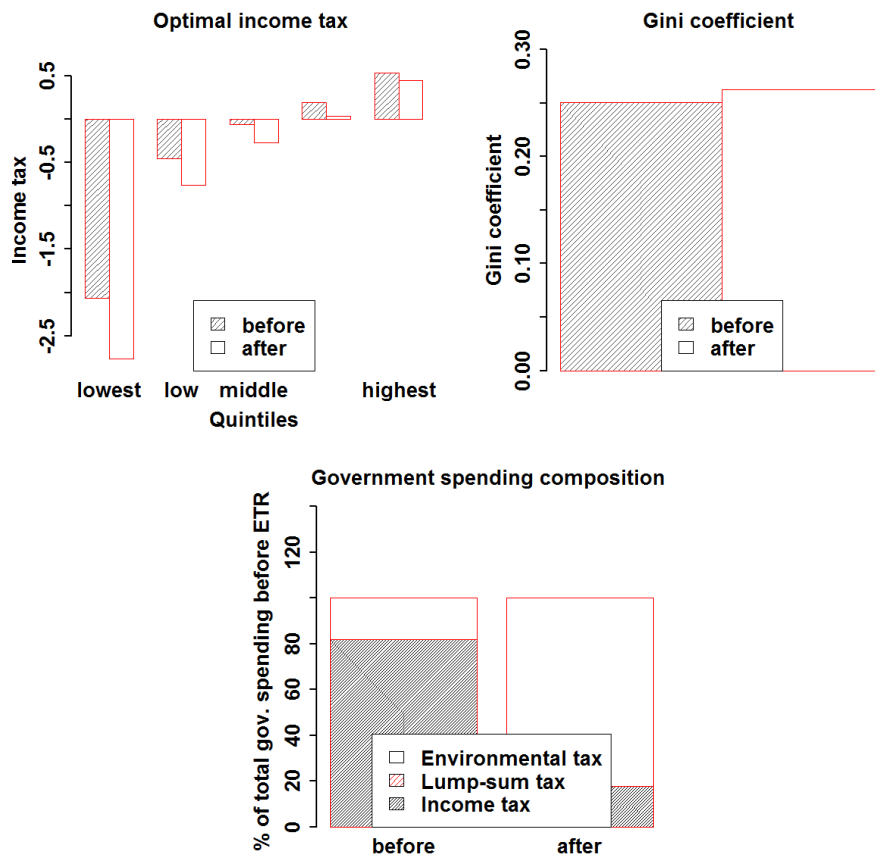 Optimal income tax
Income tax
0.5
-0.5
-1.5
-2.5
before
after
lowest low middle highest
Quintiles
Gini coefficient
Gini coefficient
0.30
0.20
0.10
0.00
before
after
Government spending composition
% of total gov. spending before ETR
120
80
60
40
20
0
Environmental tax
Lump-sum tax
Income tax
before after